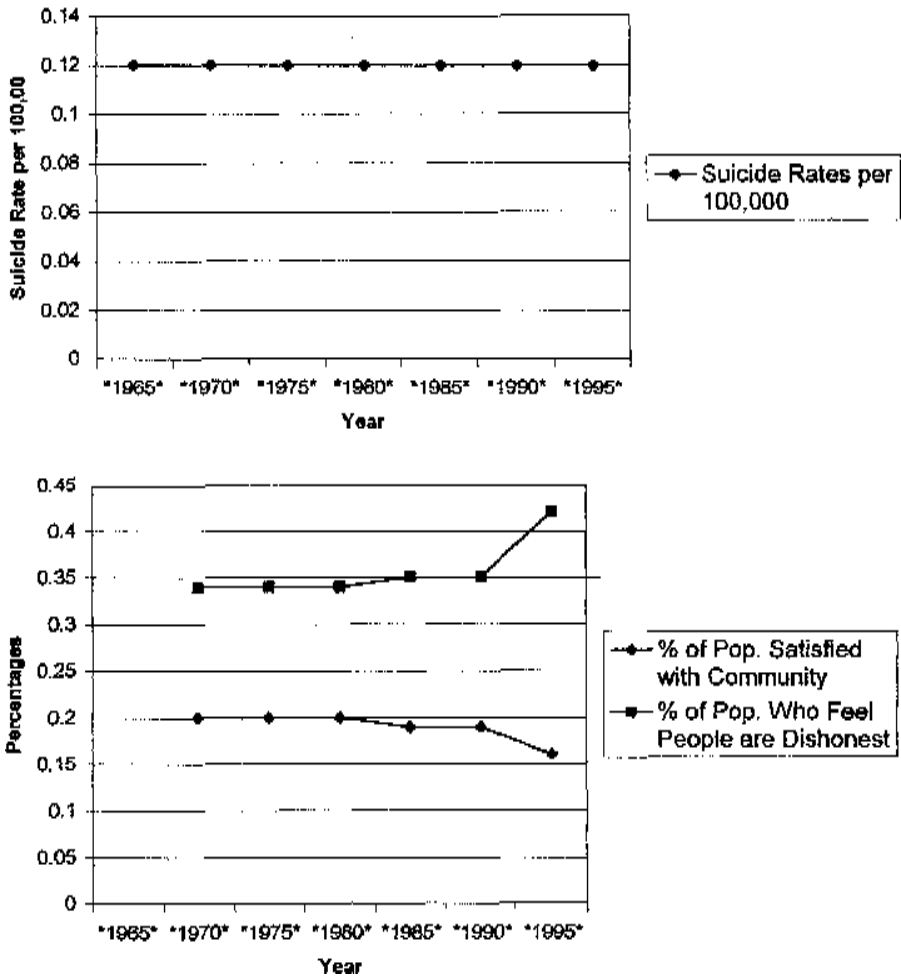 0.14
0.12
0.1
0.08
0.06
0.04
0.02
0
Suicide Rate per 100,00
*1965* *1970* *1975* *1980* *1985* *1990* *1995*
Year
Suicide Rates per
100,000
0.45
0.4
0.35
0.3
0.25
0.2
0.15
0.1
0.05
0
Percentages
*1965* *1970* *1975* *1980* *1985* *1990* *1995*
Year
% of Pop. Satisfied
with Community
% of Pop. Who Feel
People are Dishonest